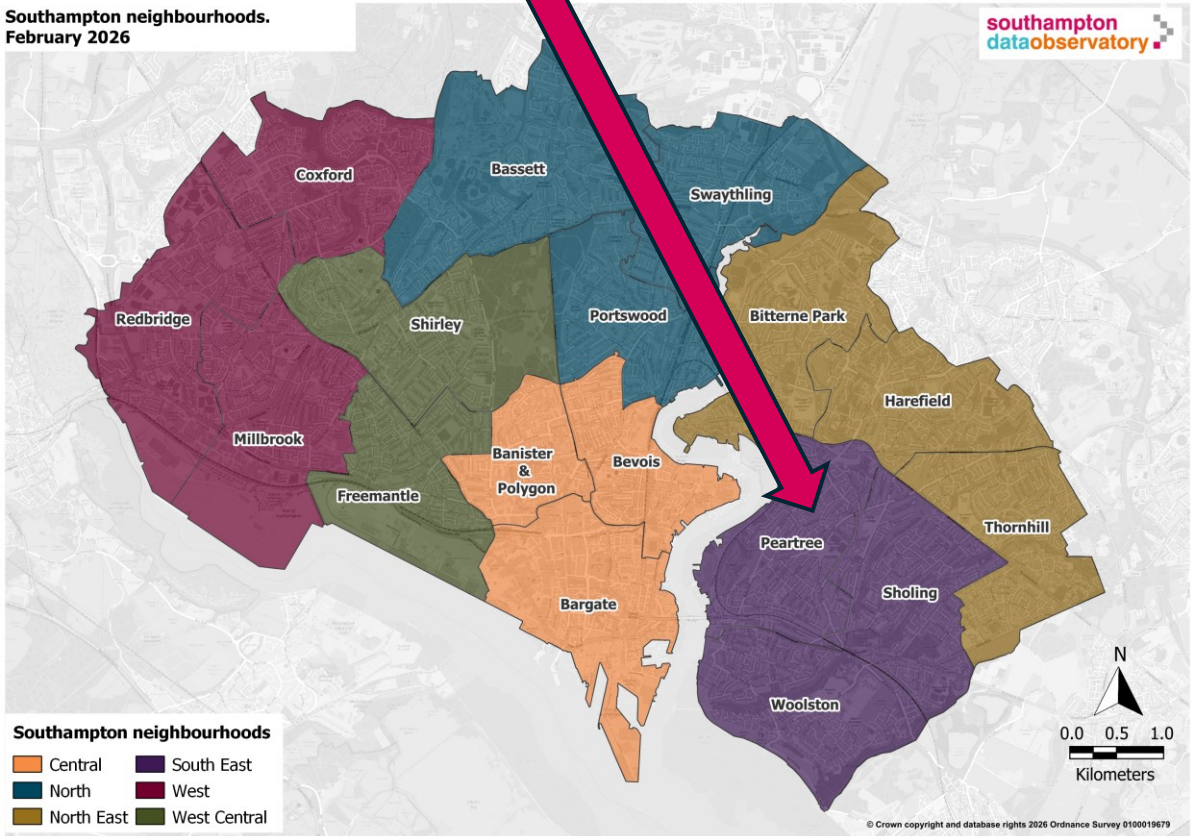 Southampton neighbourhoods.
February 2026
southampton
dataobservatory
Coxford
Bassett
Swaythling
Redbridge
Shirley
Portswood
Bitterne Park
Harefield
Millbrook
Banister
&
Polygon
Bevois
Freemantle
Thornhill
Peartree
Sholing
Bargate
Woolston
N
0.0 0.5 1.0
Kilometers
Southampton neighbourhoods
Central
South East
North
West
North East
West Central
© Crown copyright and database rights 2026 Ordnance Survey 0100019679